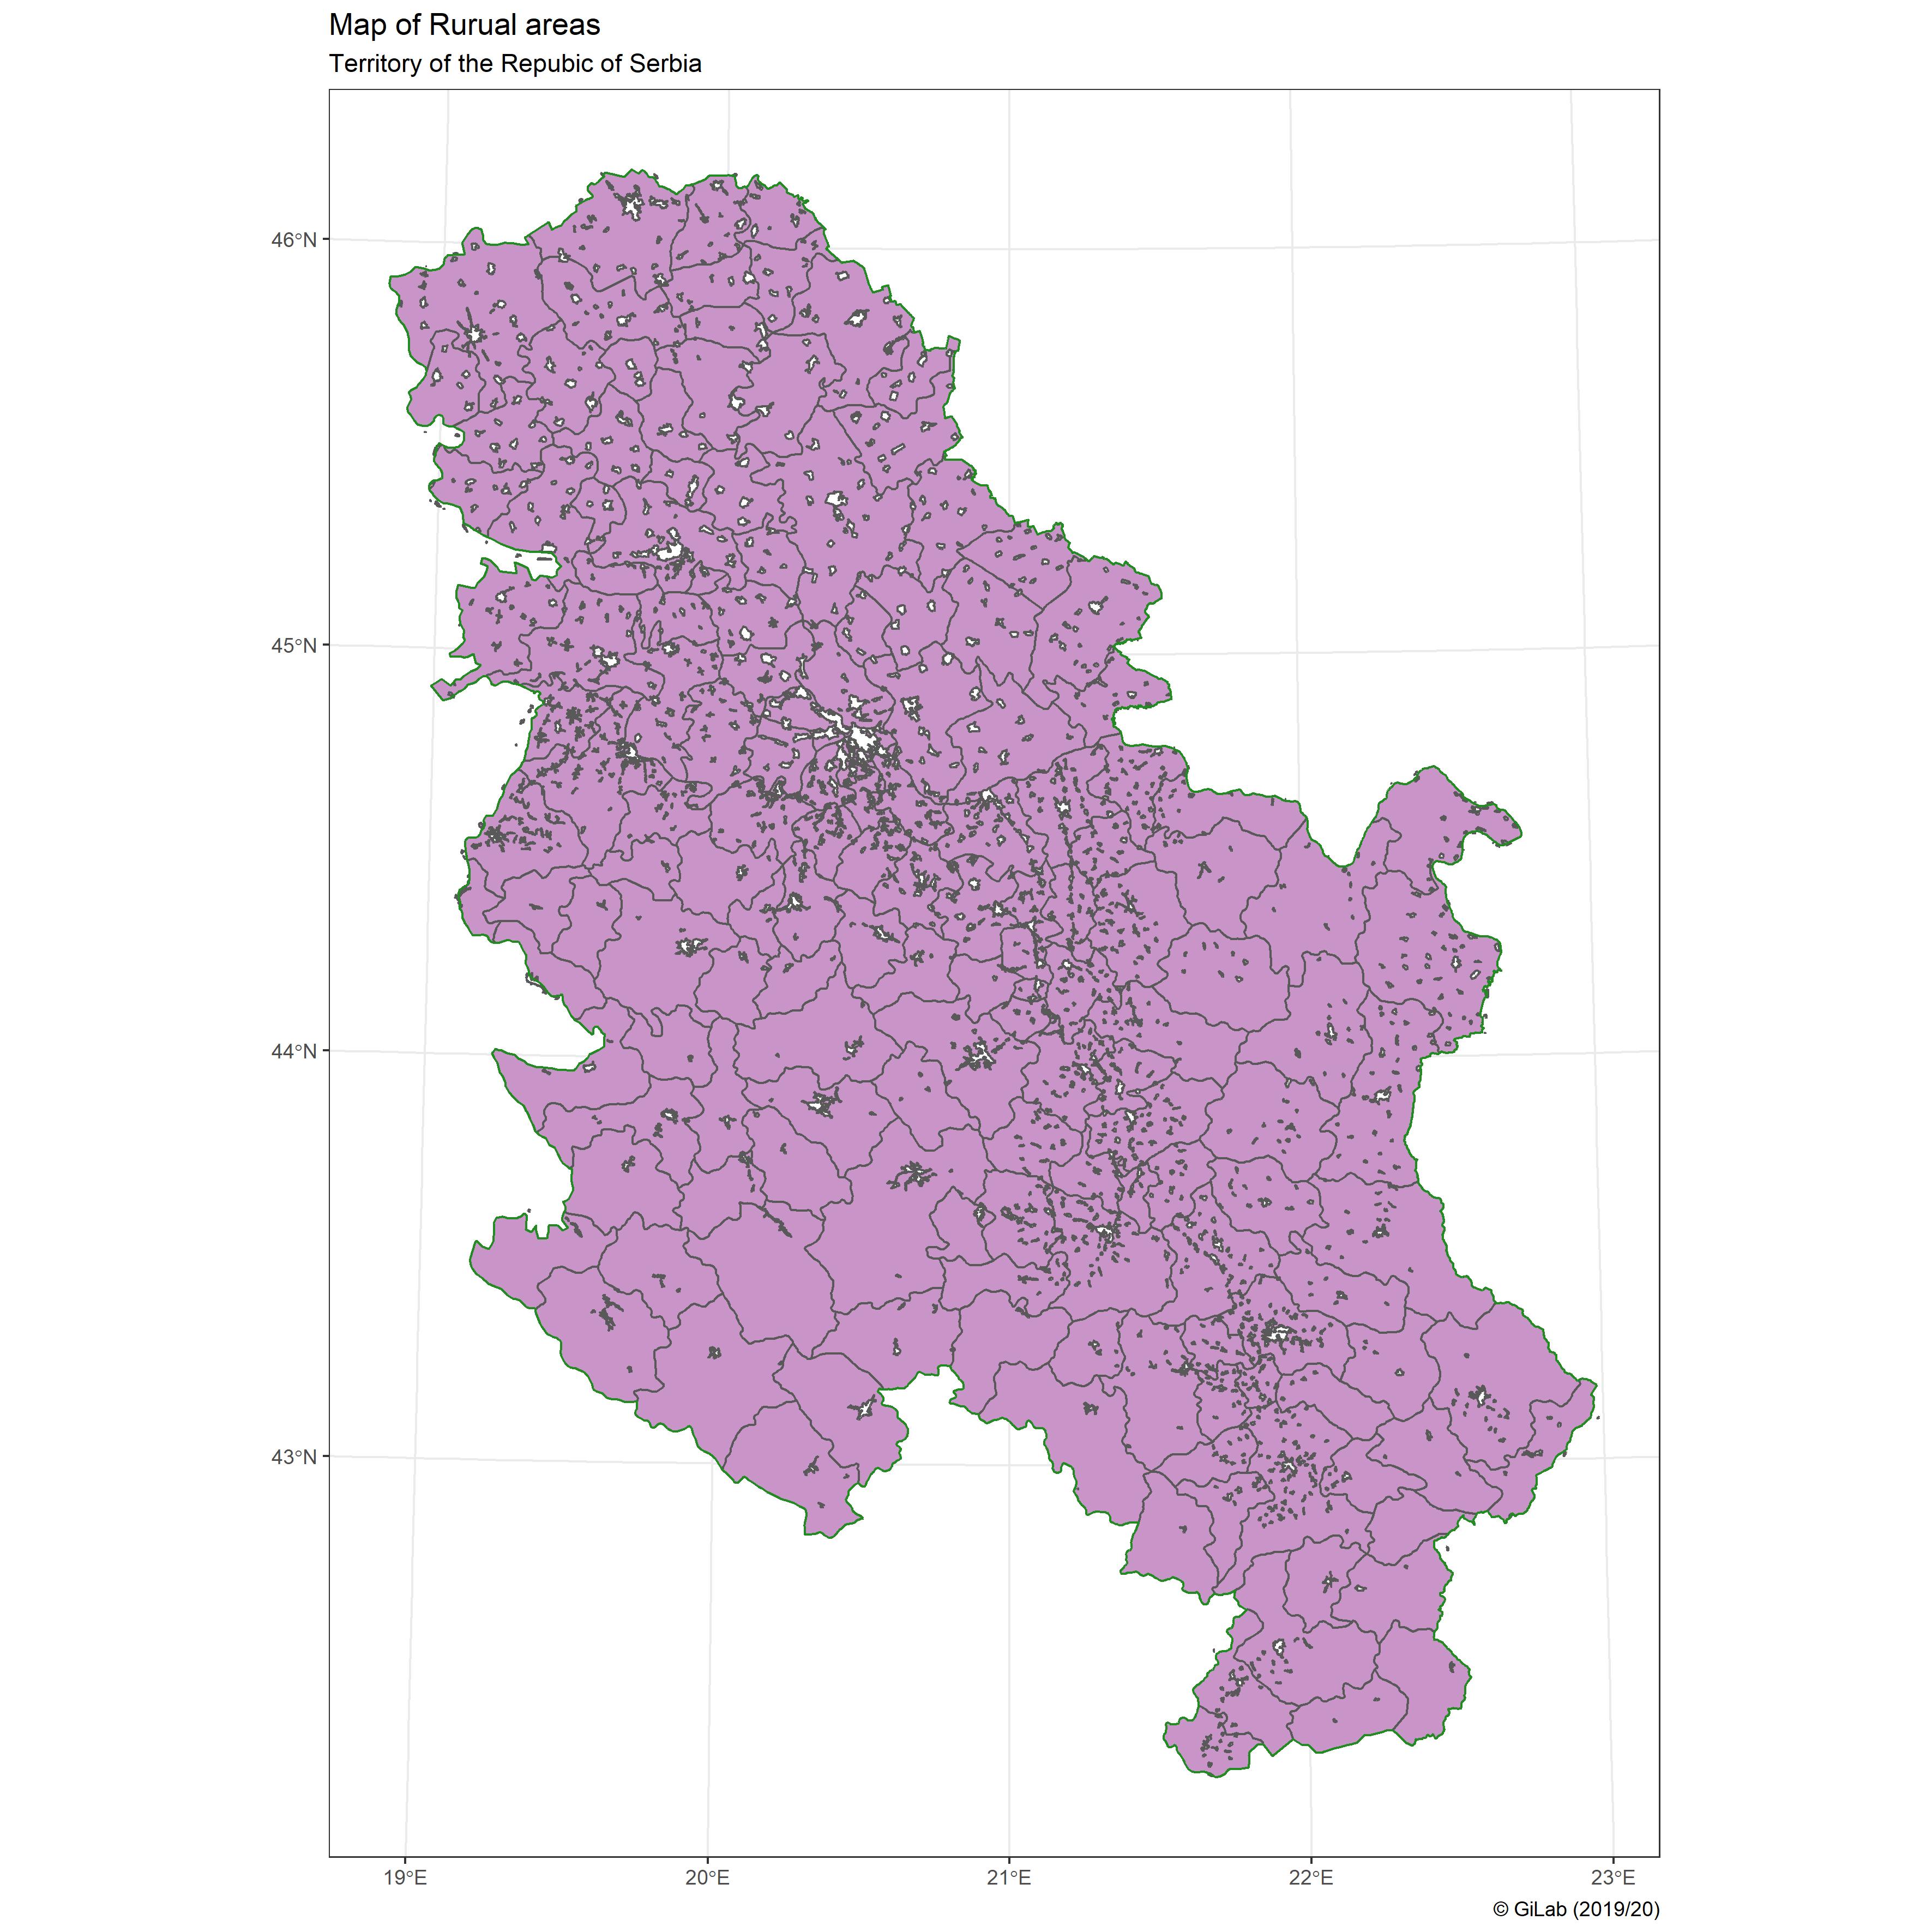 Map of Rurual areas
Territory of the Repubic of Serbia
46°N
45°N
44°N
43°N
19°E
20°E
21°E
22°E
23°E
© GiLab (2019/20)